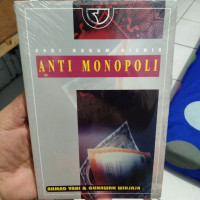 SERI HUKUM BISNIS
ANTI MONOPOLI
AHMAD YANI & GUNAWAN WIDJAJA